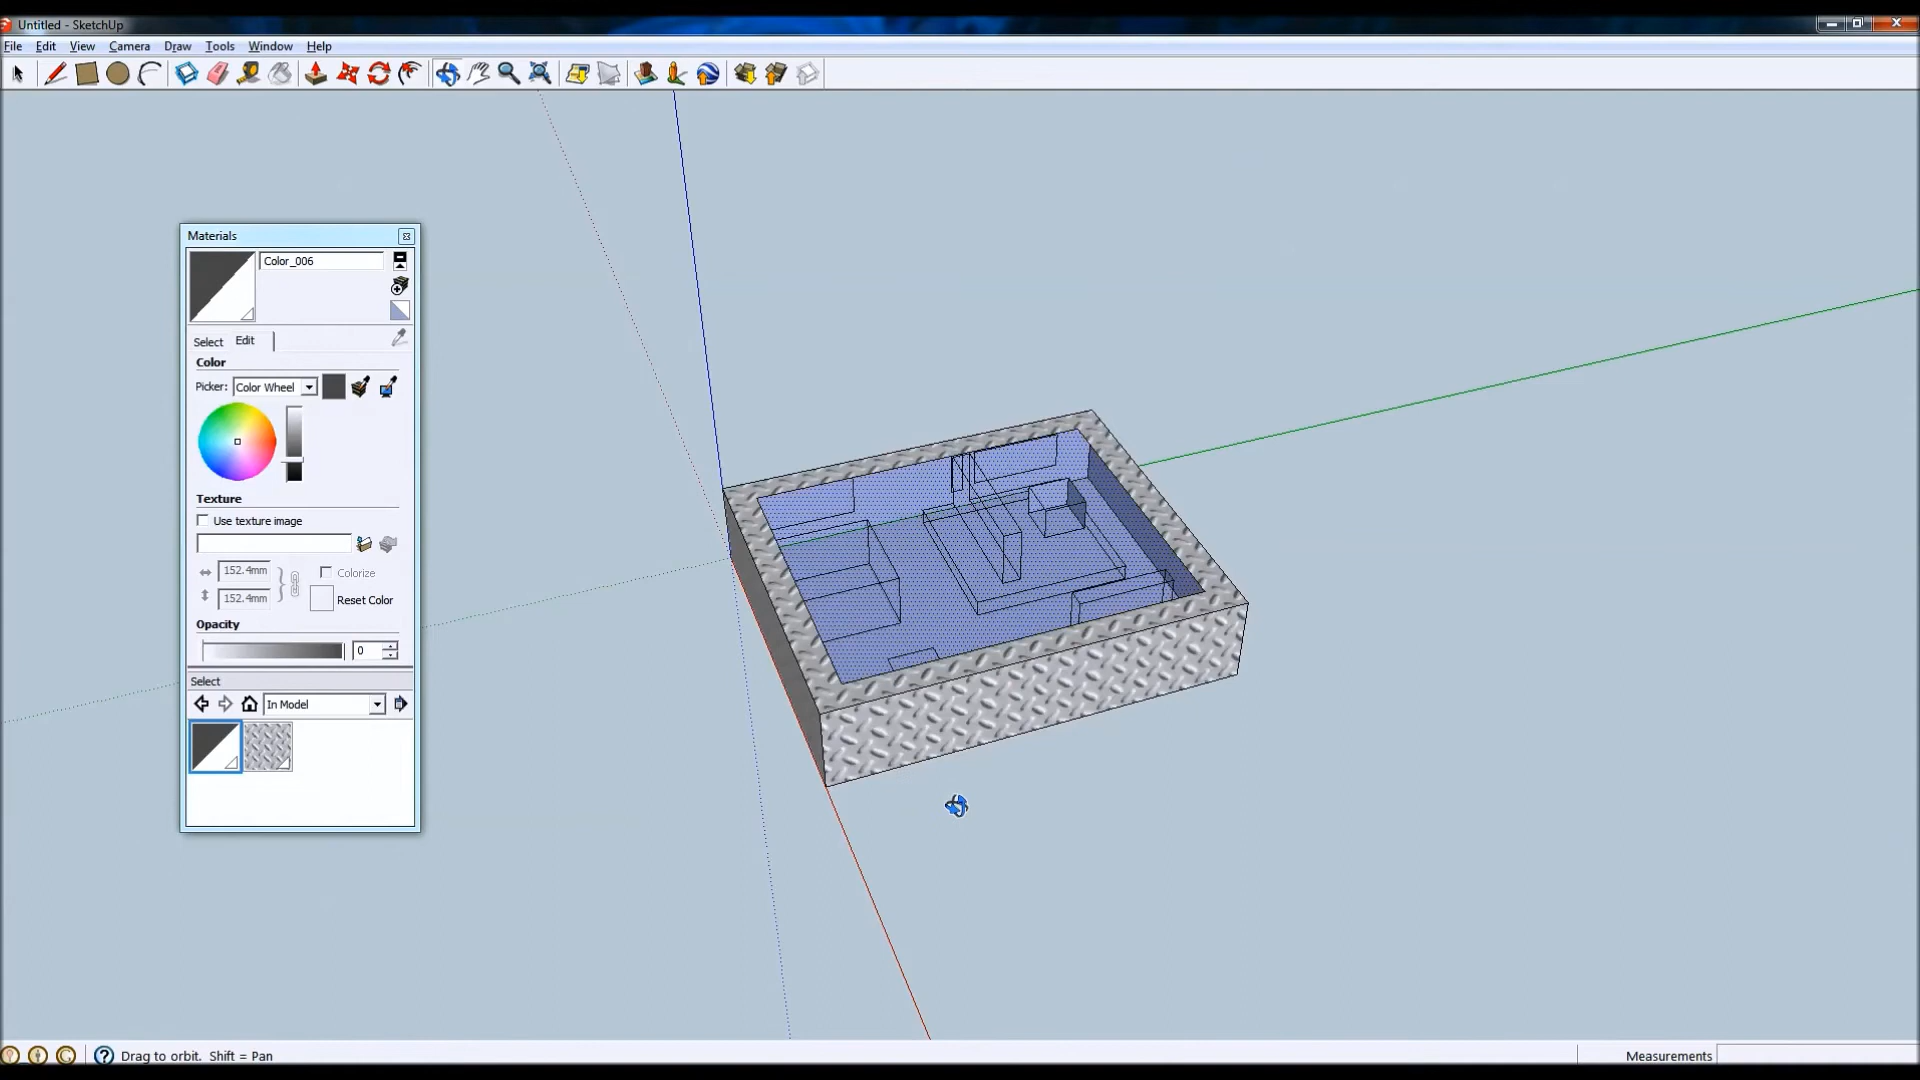 Untitled - SketchUp
File Edit View Camera Draw Tools Window Help
Materials
Color_006
Select Edit
Color
Picker: Color Wheel
Texture
Use texture image
152.4mm
Colorize
152.4mm
Reset Color
Opacity
0
Select
In Model
Drag to orbit. Shift = Pan
Measurements